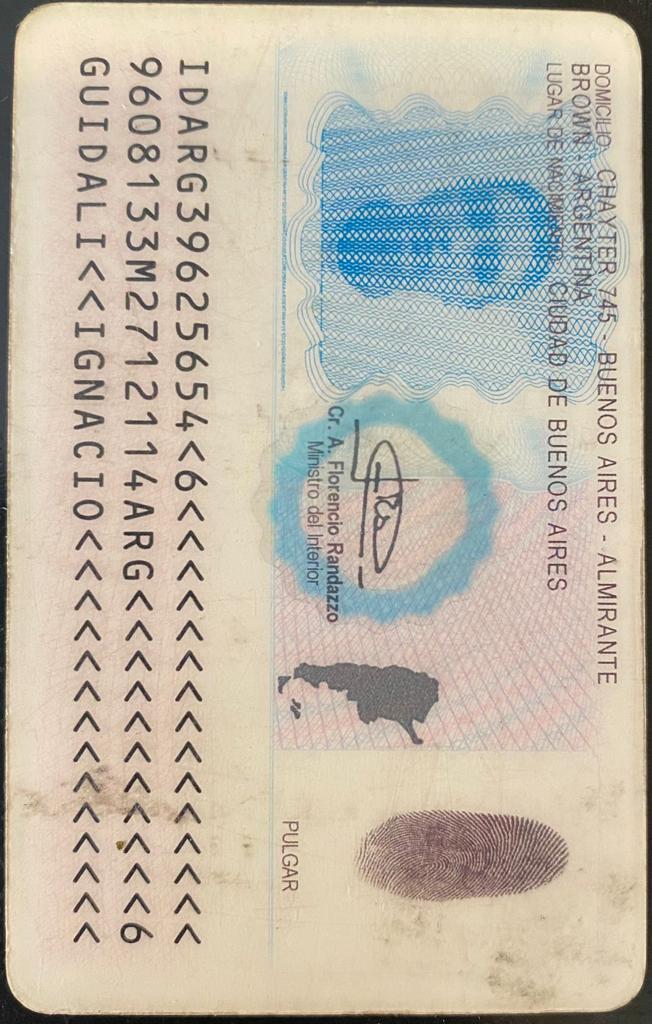 DOMICILIO: CHAYTER 745 - BUENOS AIRES - ALMIRANTE
BROWN - ARGENTINA
LUGAR DE NACIMIENTO: CIUDAD DE BUENOS AIRES
Cr. A. Florencio Randazzo
Ministro del Interior
PULGAR
IDARG39625654<6<<<<<<<<<<<<<<<
9608133M2712114ARG<<<<<<<<<<<6
GUIDALI<<IGNACIO<<<<<<<<<<<<<<